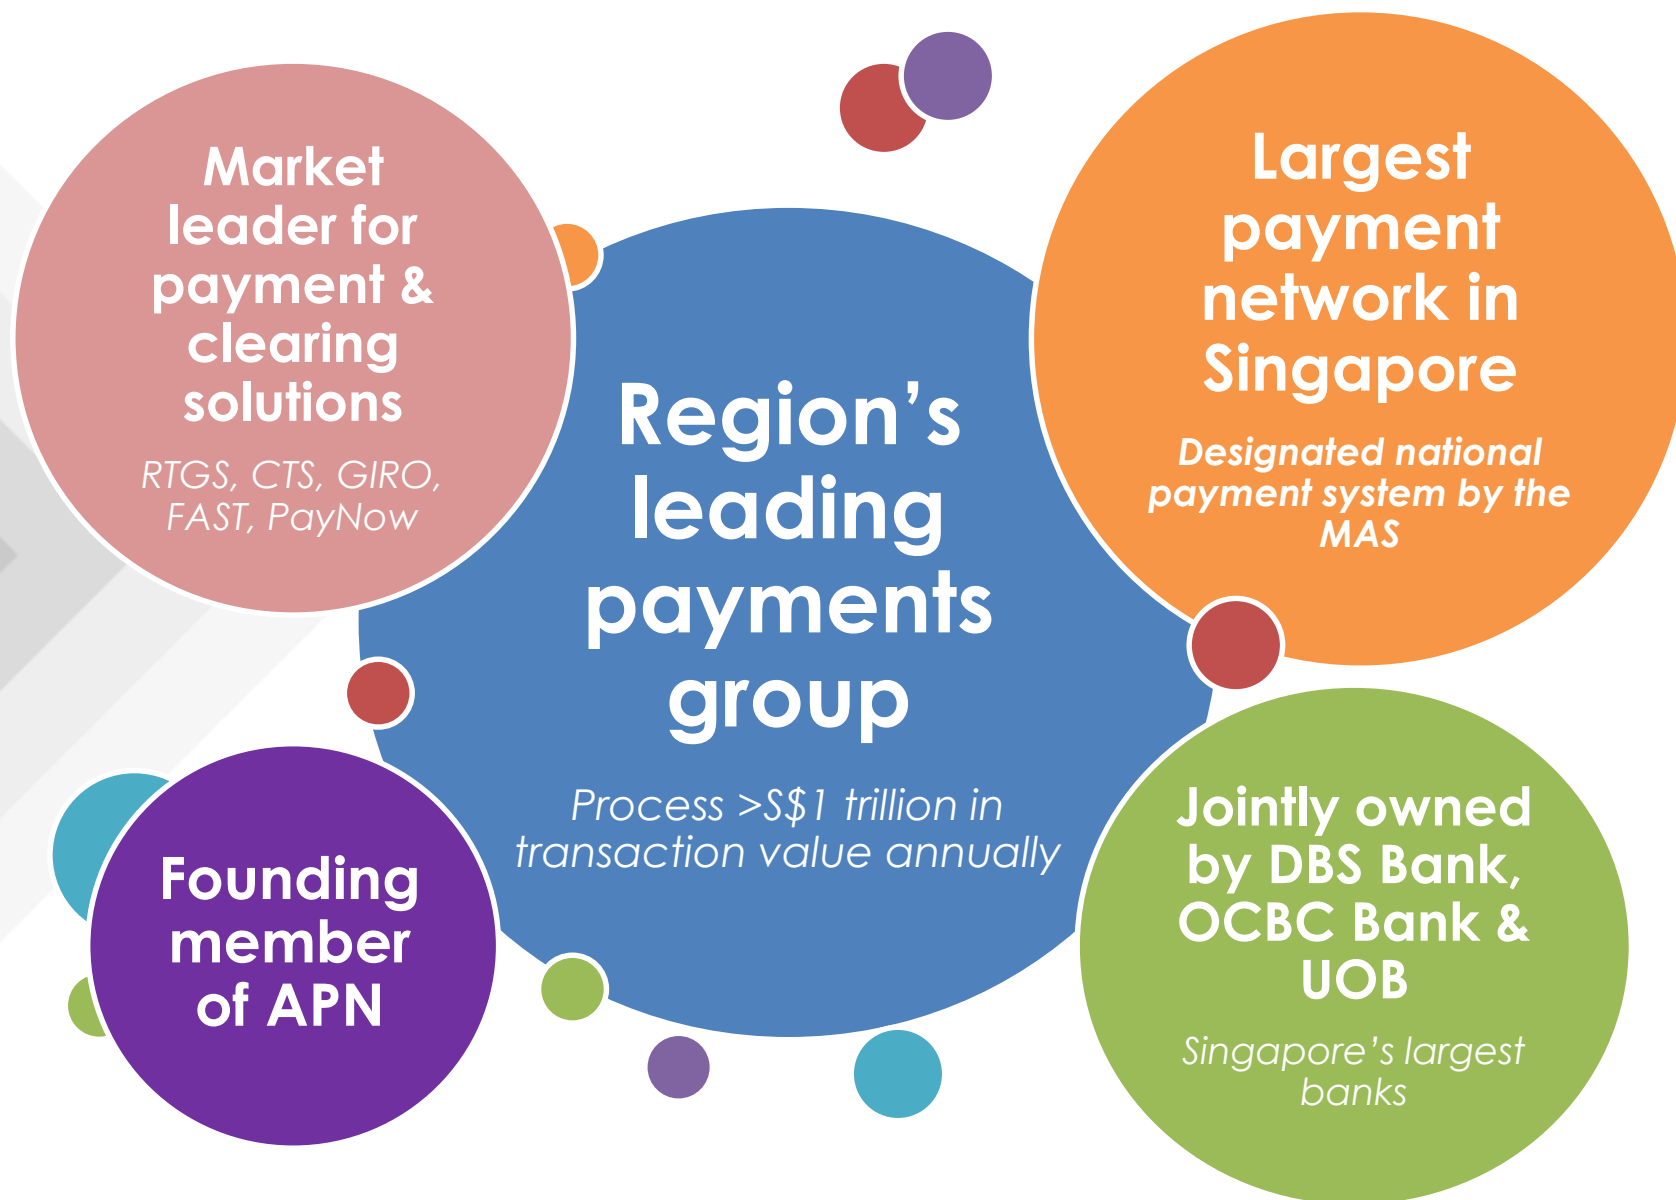 Market
leader for
payment &
clearing
solutions
RTGS, CTS, GIRO,
FAST, PayNow
Largest
payment
network in
Singapore
Designated national
payment system by the
MAS
Region’s
leading
payments
group
Process >S$1 trillion in
transaction value annually
Founding
member
of APN
Jointly owned
by DBS Bank,
OCBC Bank &
UOB
Singapore’s largest
banks